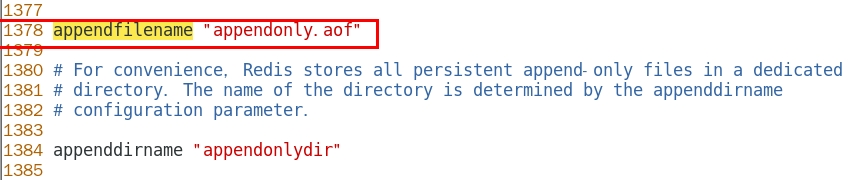 1377
1378 appendfilename "appendonly.aof"
1379
1380 # For convenience, Redis stores all persistent append-only files in a dedicated
1381 # directory. The name of the directory is determined by the appenddirname
1382 # configuration parameter.
1383
1384 appenddirname "appendonlydir"
1385